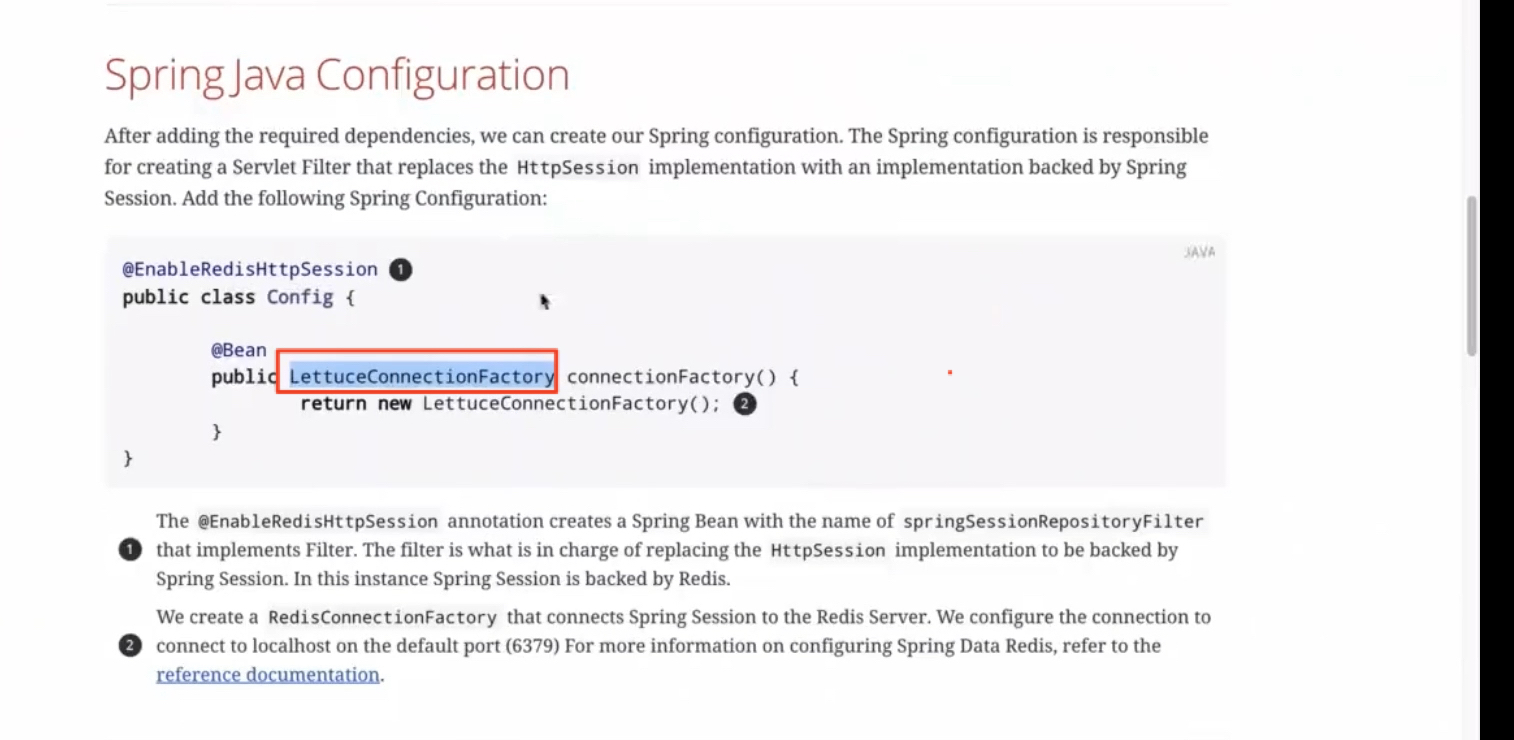 Spring Java Configuration
After adding the required dependencies, we can create our Spring configuration. The Spring configuration is responsible
for creating a Servlet Filter that replaces the HttpSession implementation with an implementation backed by Spring
Session. Add the following Spring Configuration:
JAVA
@EnableRedisHttpSession 1
public class Config {
@Bean
public LettuceConnectionFactory connectionFactory() {
return new LettuceConnectionFactory(); 2
}
}
The @EnableRedisHttpSession annotation creates a Spring Bean with the name of springSessionRepositoryFilter
1 that implements Filter. The filter is what is in charge of replacing the HttpSession implementation to be backed by
Spring Session. In this instance Spring Session is backed by Redis.
We create a RedisConnectionFactory that connects Spring Session to the Redis Server. We configure the connection to
2 connect to localhost on the default port (6379) For more information on configuring Spring Data Redis, refer to the
reference documentation.